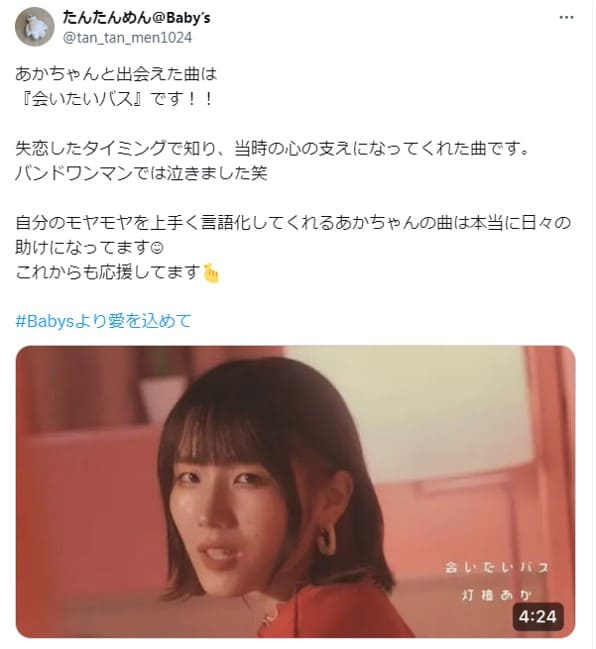 たんたんめん@Baby's
@tan_tan_men1024
あかちゃんと出会えた曲は
『会いたいバス』です！！
失恋したタイミングで知り、当時の心の支えになってくれた曲です。
バンドワンマンでは泣きました笑
自分のモヤモヤを上手く言語化してくれるあかちゃんの曲は本当に日々の
助けになってます☺
これからも応援してます🫰
#Babysより愛を込めて
会いたいバス
灯橙あか
4:24